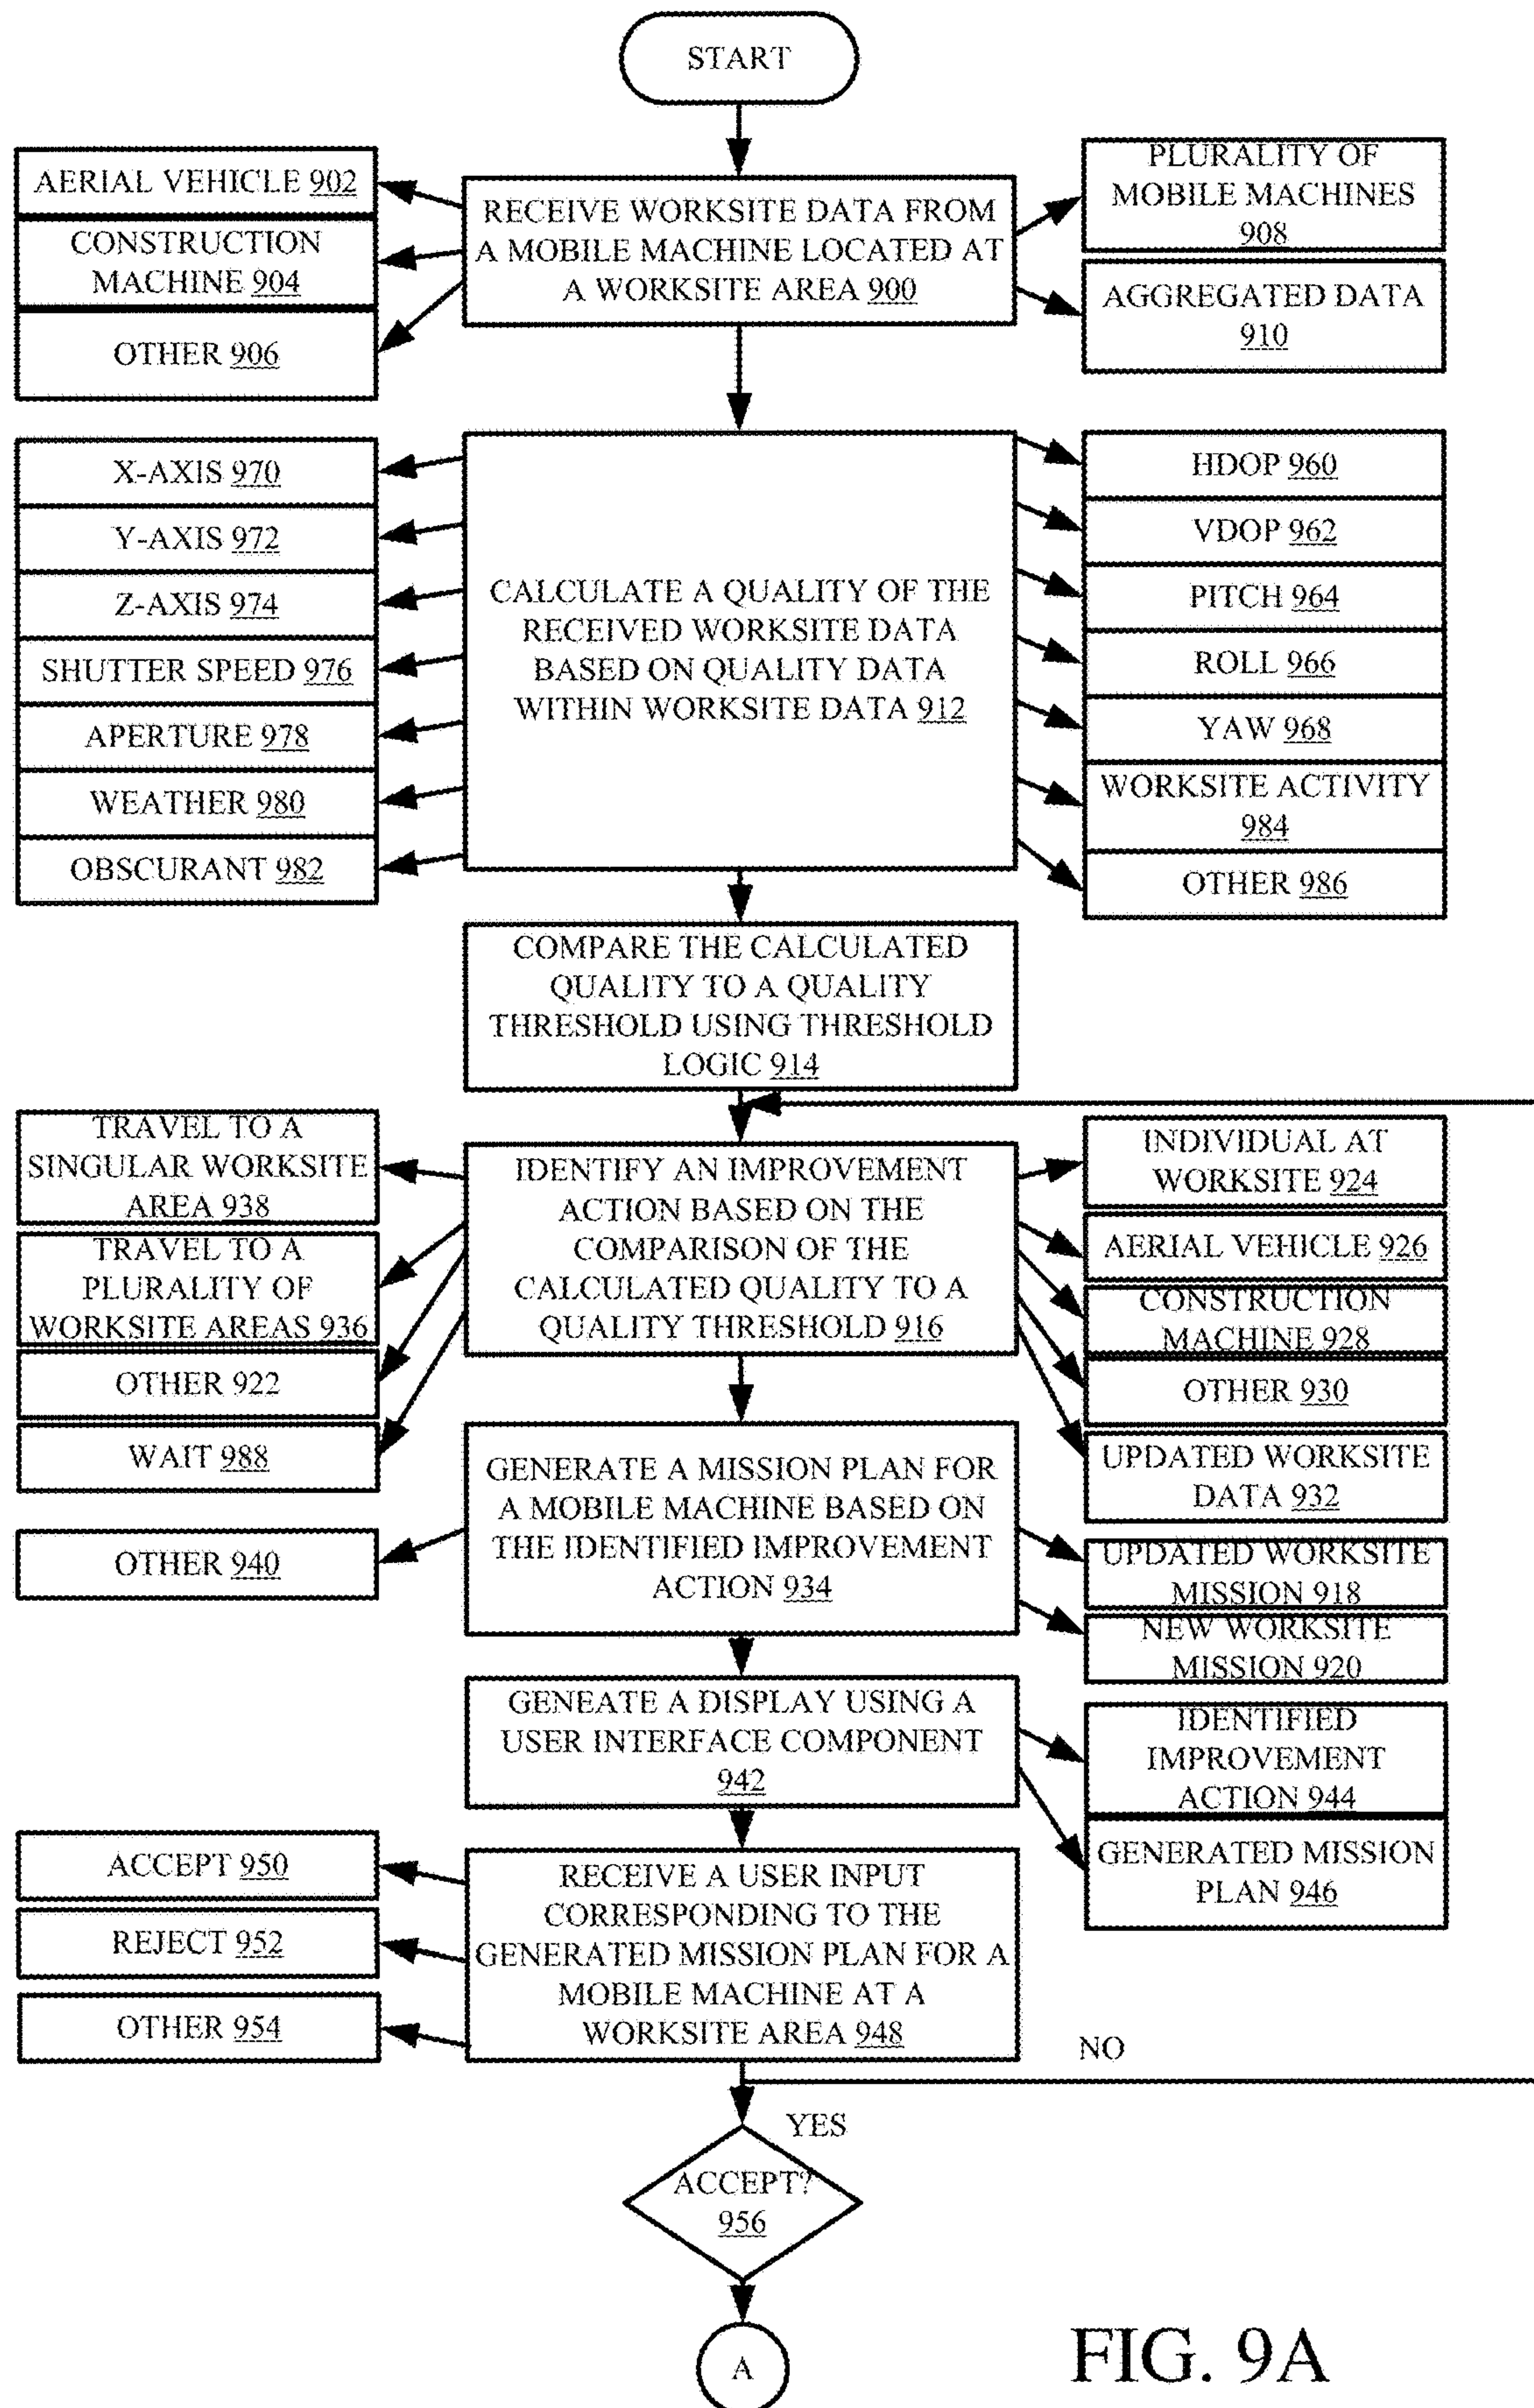 START
AERIAL VEHICLE 902
CONSTRUCTION
MACHINE 904
OTHER 906
RECEIVE WORKSITE DATA FROM
A MOBILE MACHINE LOCATED AT
A WORKSITE AREA 900
PLURALITY OF
MOBILE MACHINES
908
AGGREGATED DATA
910
X-AXIS 970
Y-AXIS 972
Z-AXIS 974
SHUTTER SPEED 976
APERTURE 978
WEATHER 980
OBSCURANT 982
CALCULATE A QUALITY OF THE
RECEIVED WORKSITE DATA
BASED ON QUALITY DATA
WITHIN WORKSITE DATA 912
HDOP 960
VDOP 962
PITCH 964
ROLL 966
YAW 968
WORKSITE ACTIVITY
984
OTHER 986
COMPARE THE CALCULATED
QUALITY TO A QUALITY
THRESHOLD USING THRESHOLD
LOGIC 914
TRAVEL TO A
SINGULAR WORKSITE
AREA 938
TRAVEL TO A
PLURALITY OF
WORKSITE AREAS 936
OTHER 922
WAIT 988
IDENTIFY AN IMPROVEMENT
ACTION BASED ON THE
COMPARISON OF THE
CALCULATED QUALITY TO A
QUALITY THRESHOLD 916
INDIVIDUAL AT
WORKSITE 924
AERIAL VEHICLE 926
CONSTRUCTION
MACHINE 928
OTHER 930
UPDATED WORKSITE
DATA 932
OTHER 940
GENERATE A MISSION PLAN FOR
A MOBILE MACHINE BASED ON
THE IDENTIFIED IMPROVEMENT
ACTION 934
UPDATED WORKSITE
MISSION 918
NEW WORKSITE
MISSION 920
GENEATE A DISPLAY USING A
USER INTERFACE COMPONENT
942
IDENTIFIED
IMPROVEMENT
ACTION 944
GENERATED MISSION
PLAN 946
ACCEPT 950
REJECT 952
OTHER 954
RECEIVE A USER INPUT
CORRESPONDING TO THE
GENERATED MISSION PLAN FOR A
MOBILE MACHINE AT A
WORKSITE AREA 948
NO
YES
ACCEPT?
956
A
FIG. 9A